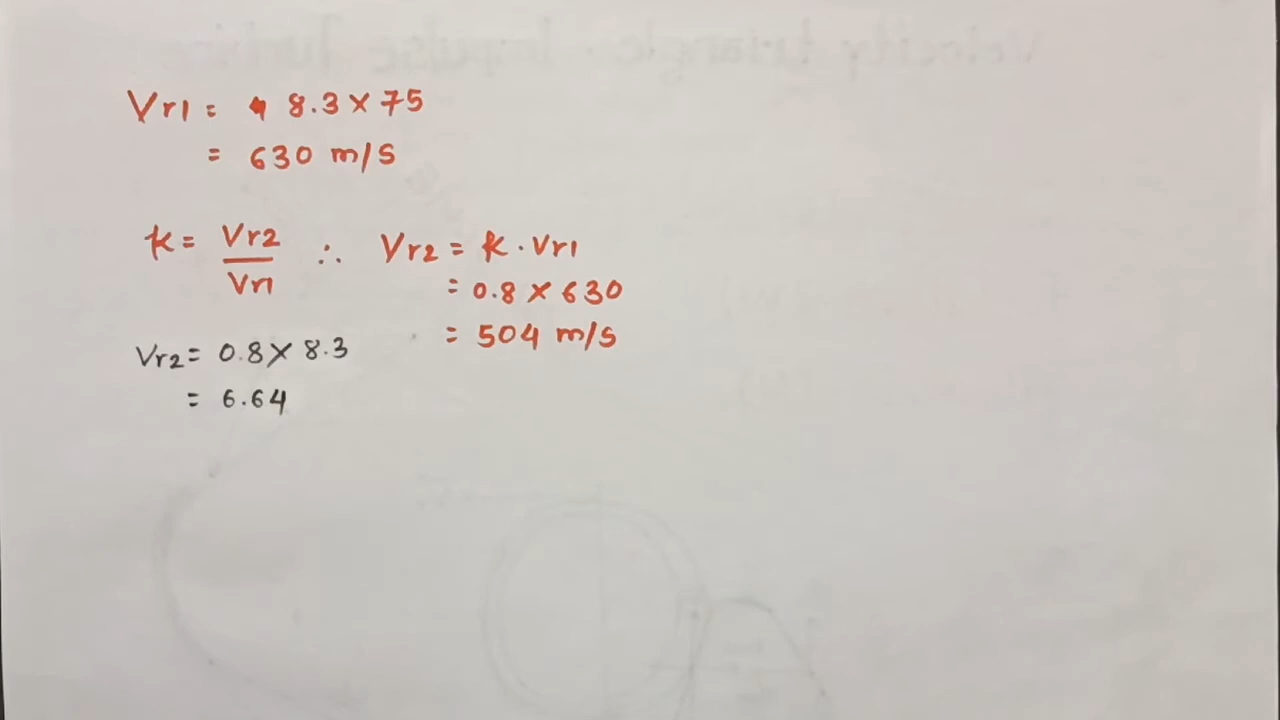 Vr1 = 8.3 × 75
= 630 m/s
K = Vr2 / Vr1 ∴ Vr2 = K · Vr1
= 0.8 × 630
= 504 m/s
Vr2 = 0.8 × 8.3
= 6.64